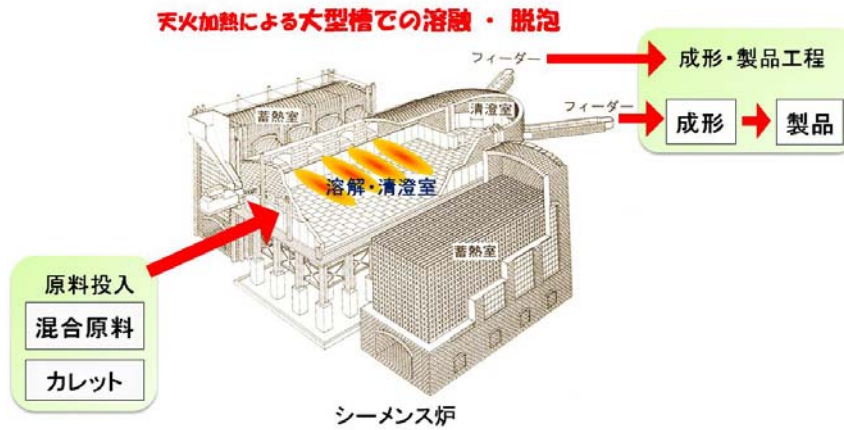 天火加熱による大型槽での溶融・脱泡
フィーダー
成形・製品工程
蓄熱室
清澄室
フィーダー
成形
製品
溶解・清澄室
蓄熱室
原料投入
混合原料
カレット
シーメンス炉